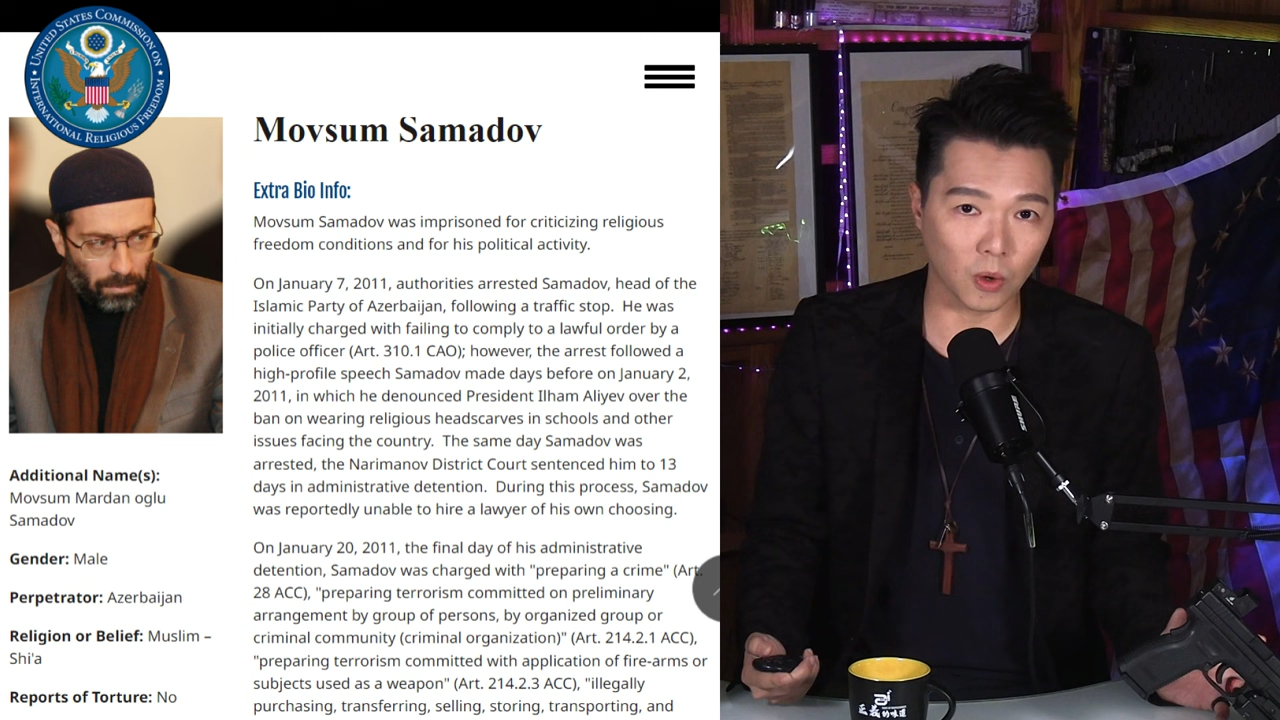 UNITED STATES COMMISSION ON
INTERNATIONAL RELIGIOUS FREEDOM
Movsum Samadov
Extra Bio Info:
Movsum Samadov was imprisoned for criticizing religious
freedom conditions and for his political activity.
On January 7, 2011, authorities arrested Samadov, head of the
Islamic Party of Azerbaijan, following a traffic stop.  He was
initially charged with failing to comply to a lawful order by a
police officer (Art. 310.1 CAO); however, the arrest followed a
high-profile speech Samadov made days before on January 2,
2011, in which he denounced President Ilham Aliyev over the
ban on wearing religious headscarves in schools and other
issues facing the country.  The same day Samadov was
arrested, the Narimanov District Court sentenced him to 13
days in administrative detention.  During this process, Samadov
was reportedly unable to hire a lawyer of his own choosing.
On January 20, 2011, the final day of his administrative
detention, Samadov was charged with "preparing a crime" (Art.
28 ACC), "preparing terrorism committed on preliminary
arrangement by group of persons, by organized group or
criminal community (criminal organization)" (Art. 214.2.1 ACC),
"preparing terrorism committed with application of fire-arms or
subjects used as a weapon" (Art. 214.2.3 ACC), "illegally
purchasing, transferring, selling, storing, transporting, and
Additional Name(s):
Movsum Mardan oglu
Samadov
Gender: Male
Perpetrator: Azerbaijan
Religion or Belief: Muslim –
Shi'a
Reports of Torture: No
SHURE
正義的味道